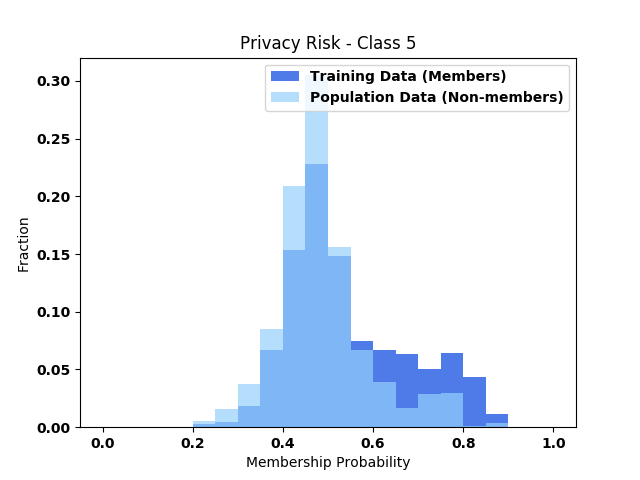 Privacy Risk - Class 5
Training Data (Members)
Population Data (Non-members)
0.30
0.25
0.20
0.15
0.10
0.05
0.00
Fraction
0.0 0.2 0.4 0.6 0.8 1.0
Membership Probability